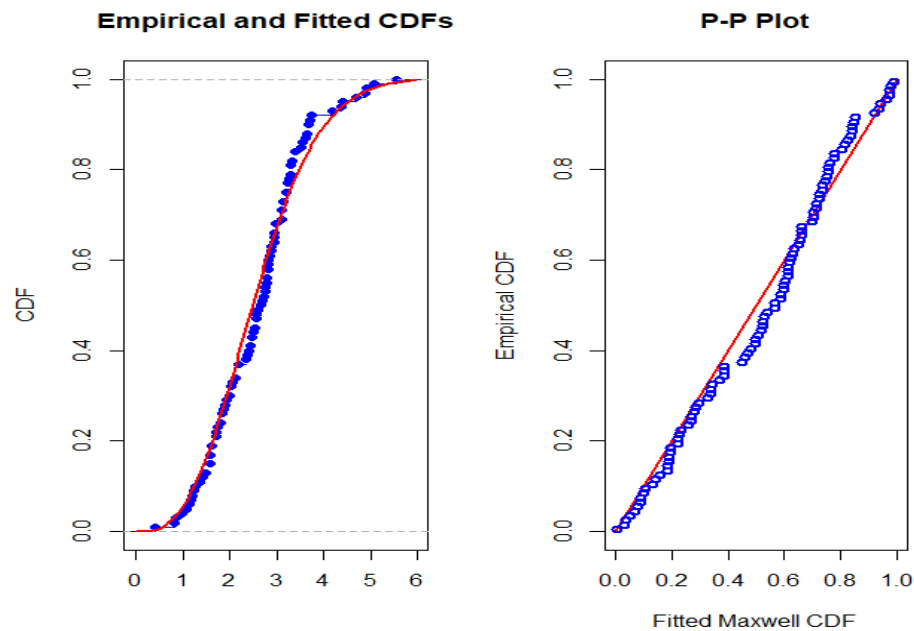 Empirical and Fitted CDFs
CDF
0.0 0.2 0.4 0.6 0.8 1.0
0 1 2 3 4 5 6
P-P Plot
Empirical CDF
0.0 0.2 0.4 0.6 0.8 1.0
0.0 0.2 0.4 0.6 0.8 1.0
Fitted Maxwell CDF